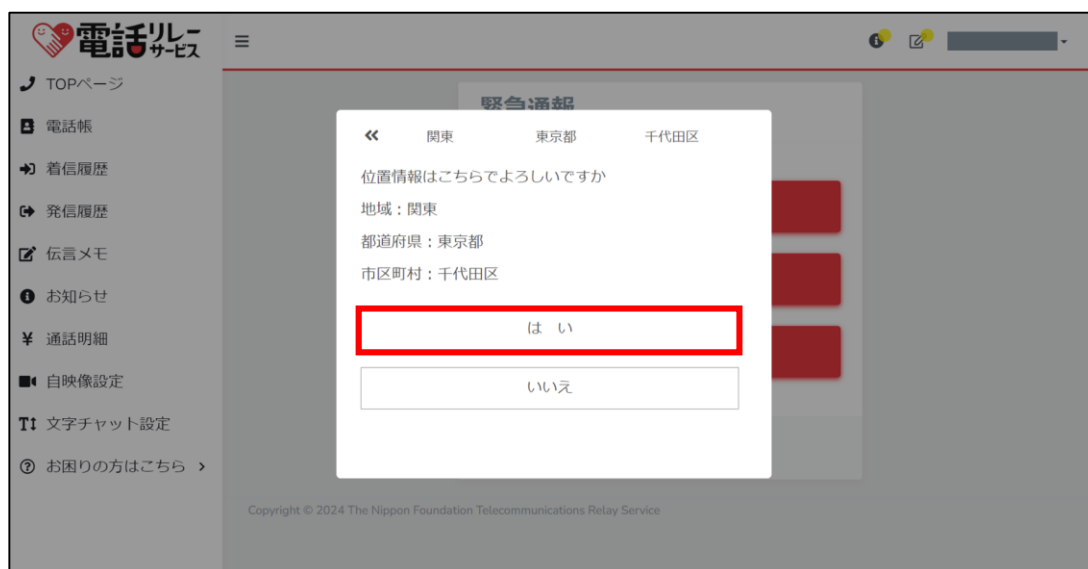 電話リレーサービス
TOPページ
電話帳
着信履歴
発信履歴
伝言メモ
お知らせ
通話明細
自映像設定
文字チャット設定
お困りの方はこちら
緊急通報
関東 東京都 千代田区
位置情報はこちらでよろしいですか
地域：関東
都道府県：東京都
市区町村：千代田区
は い
いいえ
Copyright © 2024 The Nippon Foundation Telecommunications Relay Service